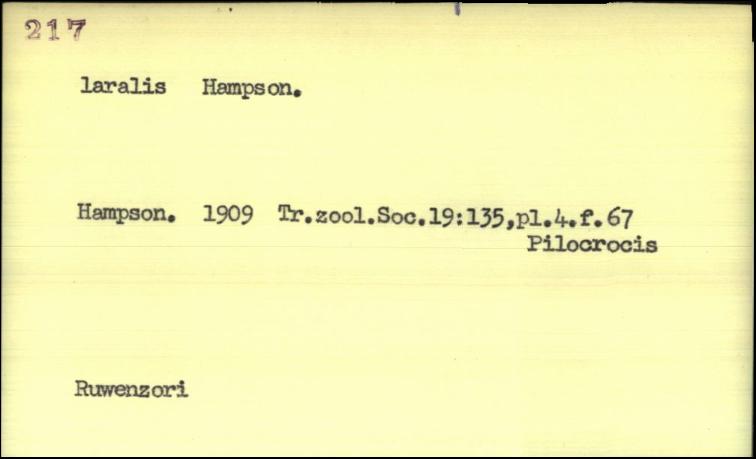 217
laralis Hampson.
Hampson. 1909 Tr.zool.Soc.19:135,pl.4.f.67
Pilocrocis
Ruwenzori